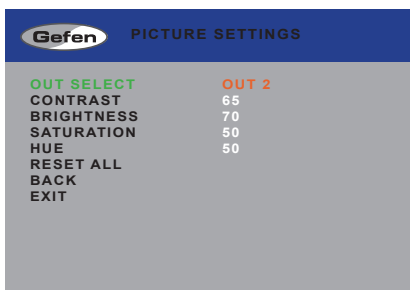 Gefen PICTURE SETTINGS
OUT SELECT OUT 2
CONTRAST 65
BRIGHTNESS 70
SATURATION 50
HUE 50
RESET ALL
BACK
EXIT